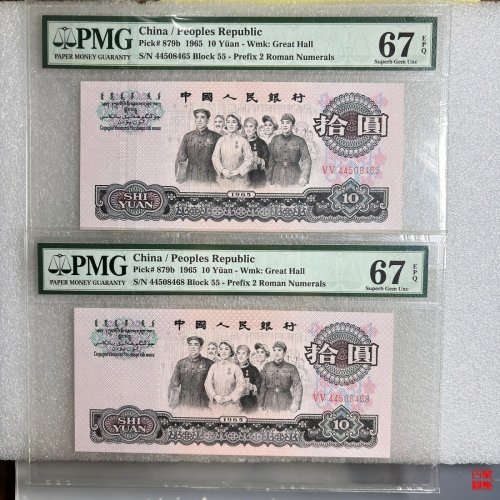 PMG
PAPER MONEY GUARANTY
China / Peoples Republic
Pick# 879b 1965 10 Yüan - Wmk: Great Hall
S/N 44508465 Block 55 - Prefix 2 Roman Numerals
67 EPQ
Superb Gem Unc
中國人民銀行
拾圓
VV 44508465
SHI YUAN
1965
10
PMG
PAPER MONEY GUARANTY
China / Peoples Republic
Pick# 879b 1965 10 Yüan - Wmk: Great Hall
S/N 44508468 Block 55 - Prefix 2 Roman Numerals
67 EPQ
Superb Gem Unc
中國人民銀行
拾圓
VV 44508468
SHI YUAN
1965
10